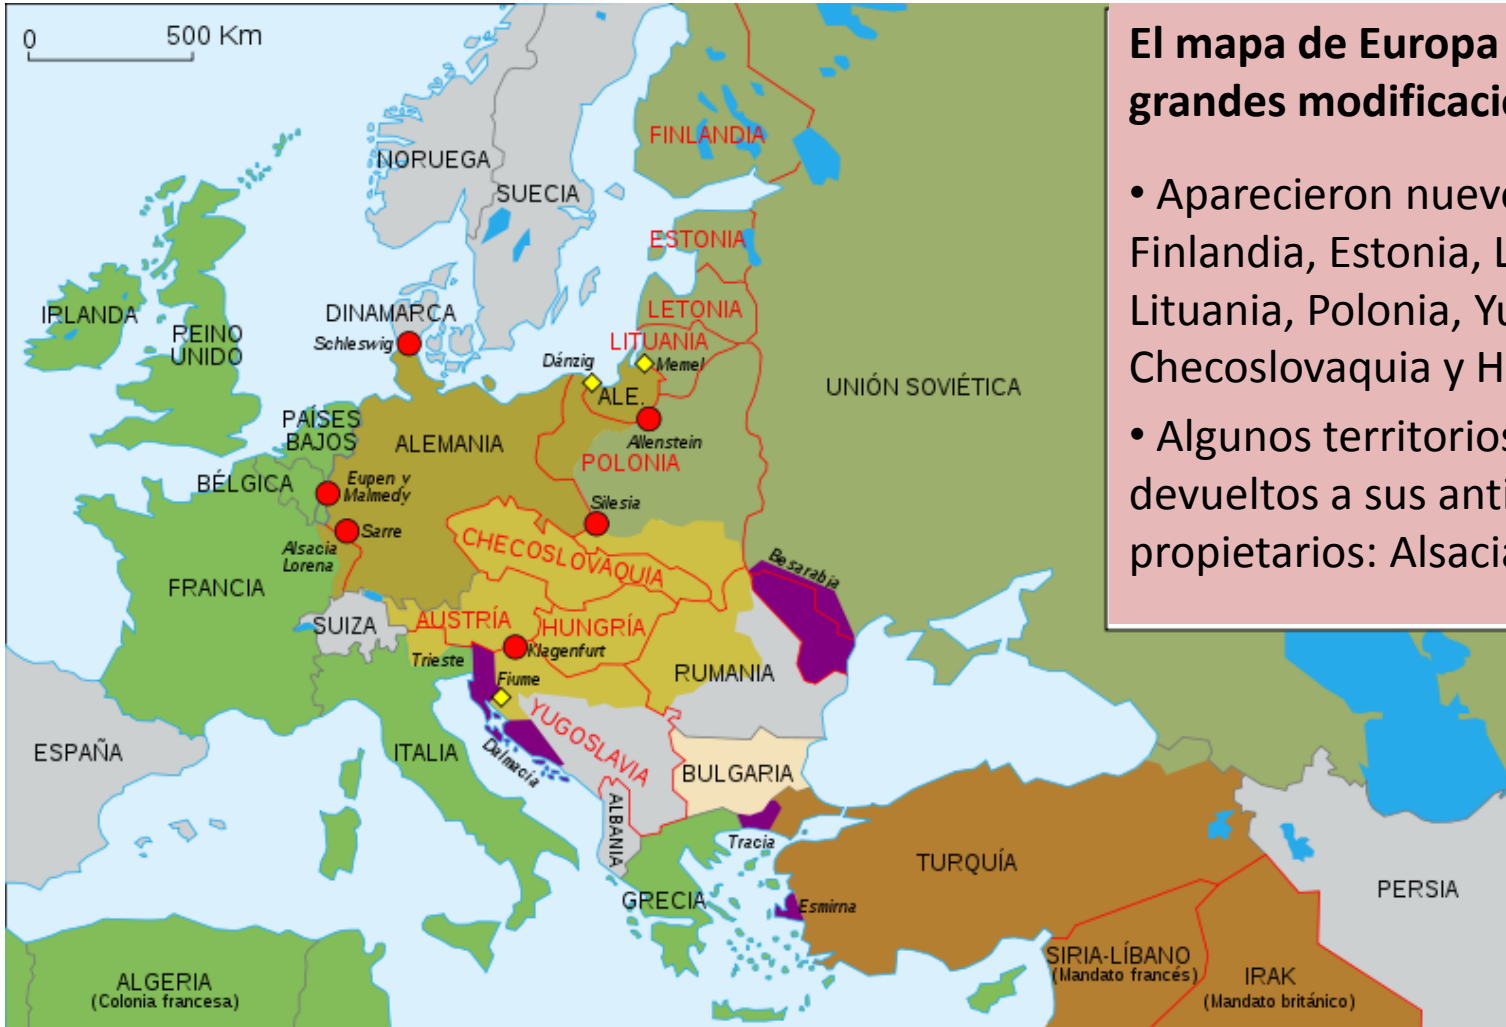 0 500 Km
FINLANDIA
NORUEGA
SUECIA
ESTONIA
IRLANDA
REINO
UNIDO
DINAMARCA
Schleswig
LETONIA
LITUANIA
Dánzig
Memel
ALE.
UNIÓN SOVIÉTICA
PAÍSES
BAJOS
ALEMANIA
Allenstein
POLONIA
BÉLGICA
Eupen y
Malmedy
Silesia
Sarre
Alsacia
Lorena
CHECOSLOVAQUIA
Besarabia
FRANCIA
SUIZA
AUSTRÍA
HUNGRÍA
Klagenfurt
Trieste
Fiume
RUMANIA
YUGOSLAVIA
ESPAÑA
ITALIA
Dalmacia
BULGARIA
ALBANIA
Tracia
TURQUÍA
GRECIA
Esmirna
PERSIA
SIRIA-LÍBANO
(Mandato francés)
IRAK
(Mandato británico)
ALGERIA
(Colonia francesa)
El mapa de Europa
grandes modificaci
• Aparecieron nuev
Finlandia, Estonia, L
Lituania, Polonia, Yu
Checoslovaquia y H
• Algunos territorios
devueltos a sus anti
propietarios: Alsacia